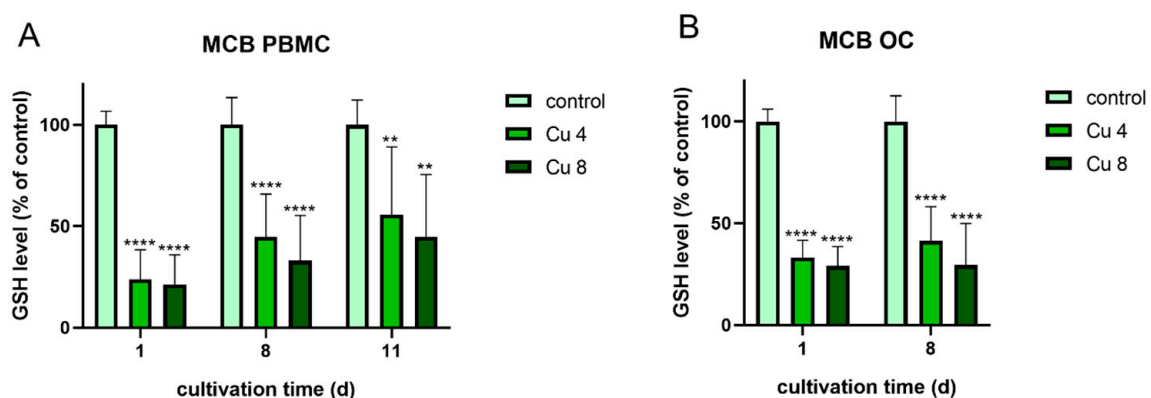 A
MCB PBMC
GSH level (% of control)
100
50
0
**** ****
**** ****
** **
1 8 11
cultivation time (d)
control
Cu 4
Cu 8
B
MCB OC
GSH level (% of control)
100
50
0
**** ****
**** ****
1 8
cultivation time (d)
control
Cu 4
Cu 8